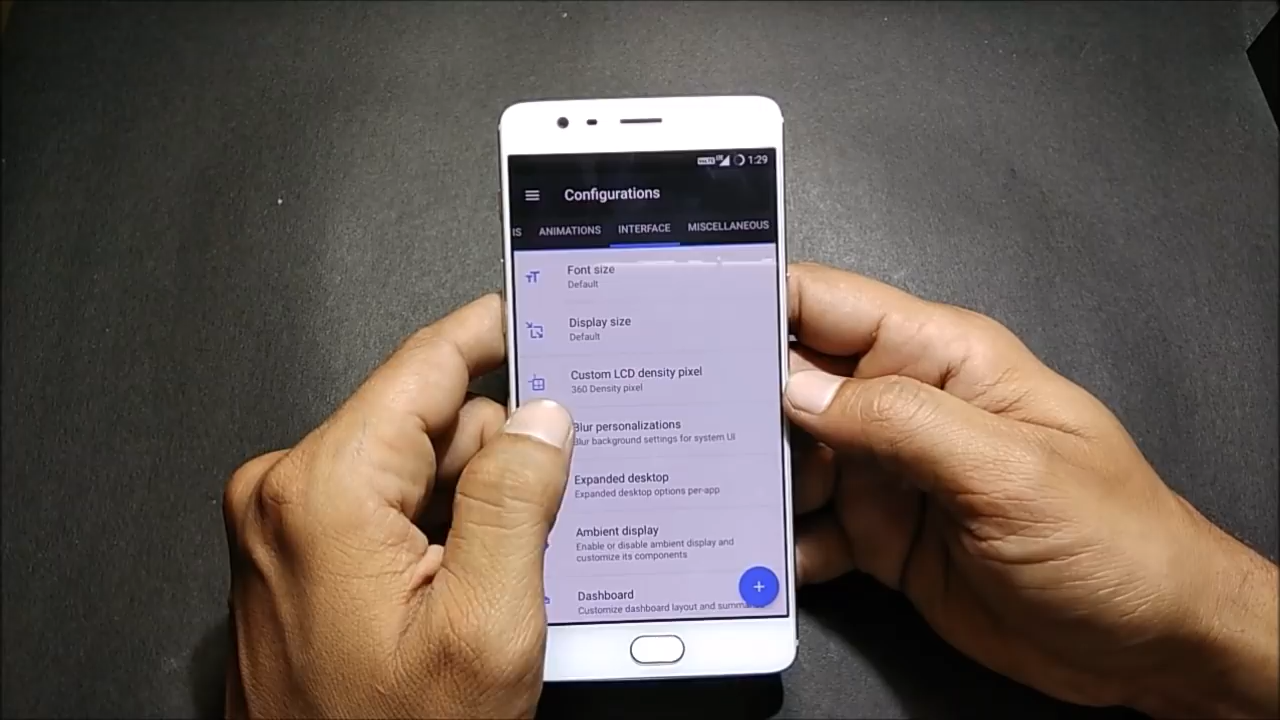 1:29
Configurations
IS ANIMATIONS INTERFACE MISCELLANEOUS
Font size
Default
Display size
Default
Custom LCD density pixel
360 Density pixel
Blur personalizations
Blur background settings for system UI
Expanded desktop
Expanded desktop options per-app
Ambient display
Enable or disable ambient display and
customize its components
Dashboard
Customize dashboard layout and summa